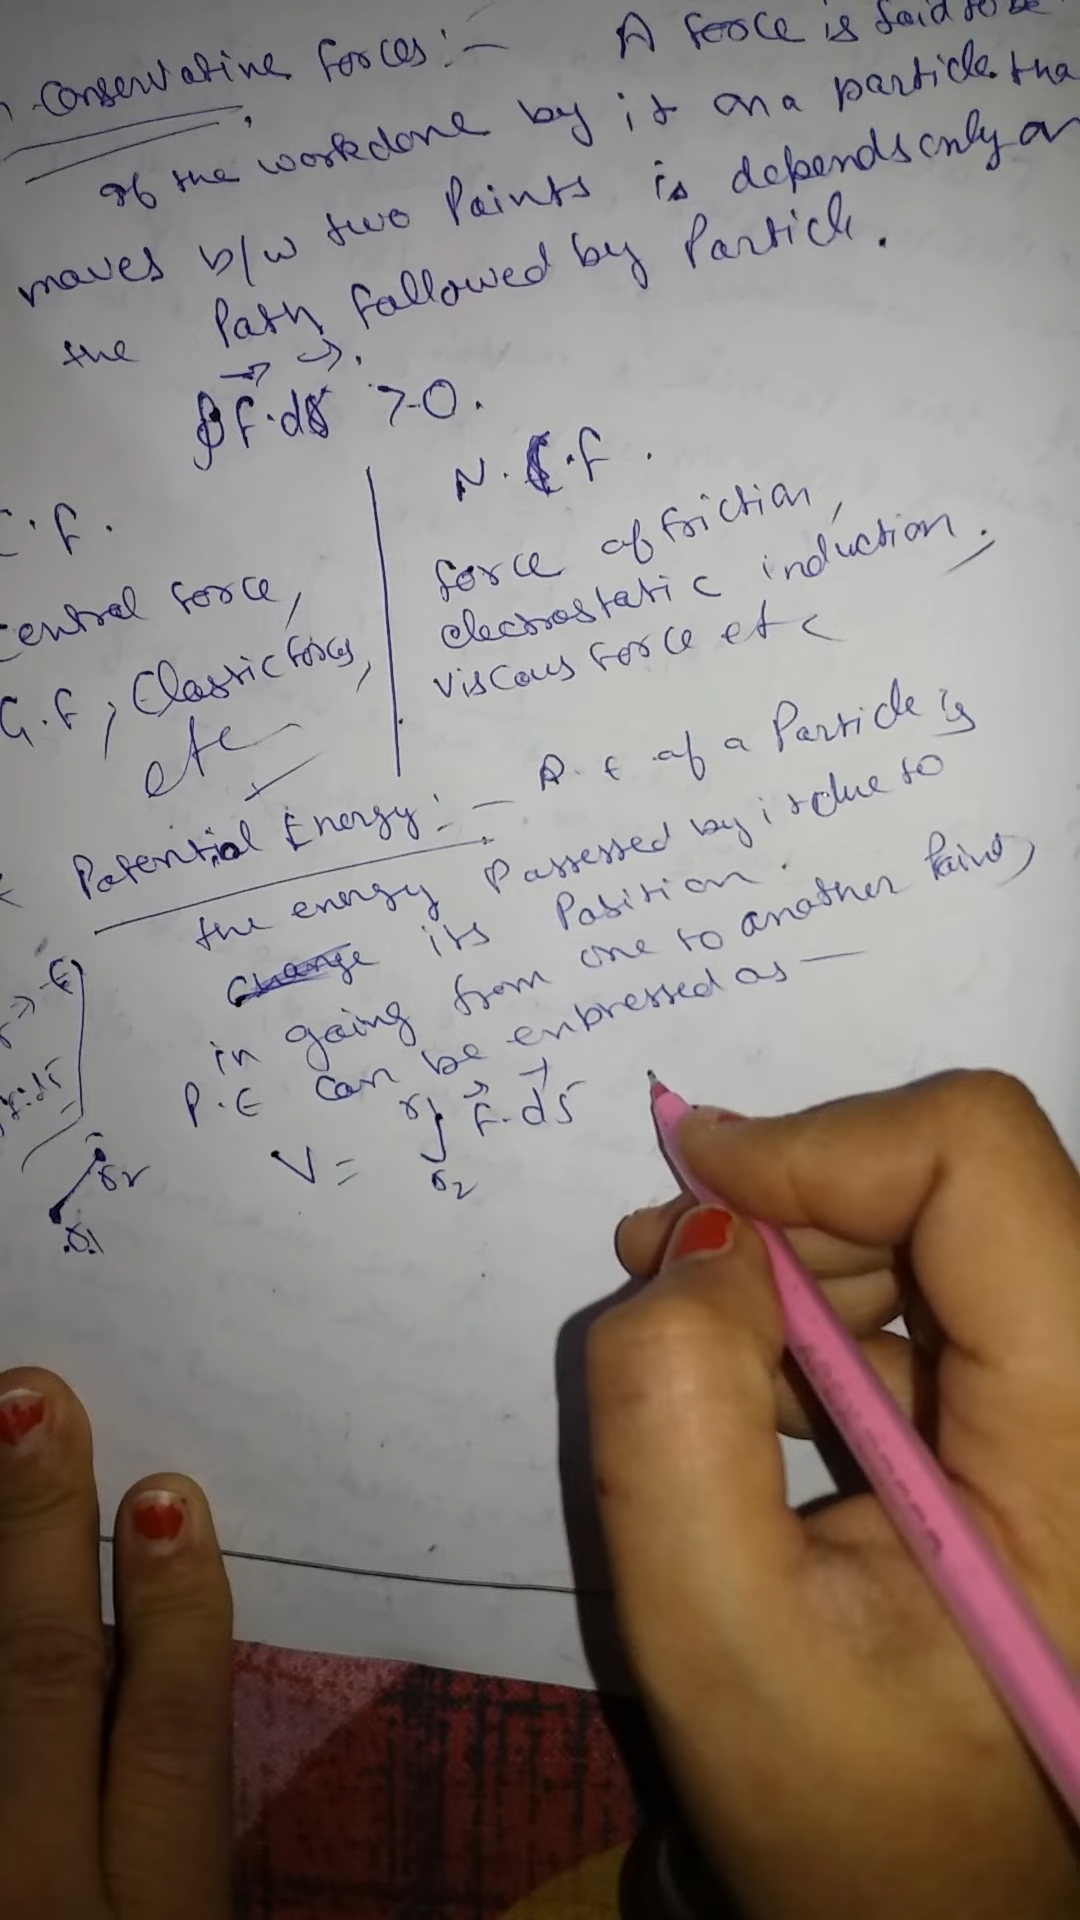 Conservative forces:- A force is said to be
If the workdone by it on a particle tha
moves b/w two Points is depends only on
the Path followed by Particle.
∮F⃗.ds⃗ > 0.
C.F.
Central force,
G.F, Elastic forces,
etc
N.C.F.
force of friction,
electrostatic induction.
viscous force etc
Potential Energy:- P.E of a Particle is
the energy Possessed by it due to
its Position.
in going from one to another Point,
P.E can be enpressed as —
V = ∫ F⃗.ds⃗
r1
r2
r2
r1